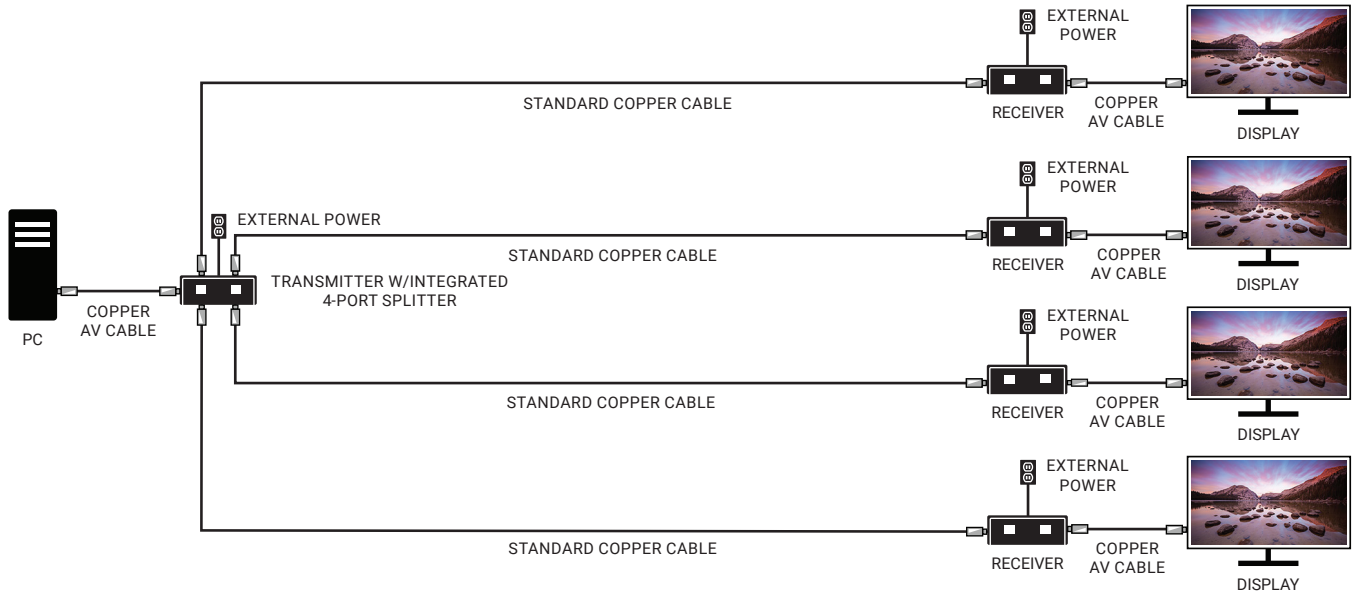 EXTERNAL
POWER
STANDARD COPPER CABLE
RECEIVER
COPPER
AV CABLE
DISPLAY
EXTERNAL
POWER
EXTERNAL POWER
STANDARD COPPER CABLE
RECEIVER
COPPER
AV CABLE
DISPLAY
TRANSMITTER W/INTEGRATED
4-PORT SPLITTER
COPPER
AV CABLE
PC
EXTERNAL
POWER
STANDARD COPPER CABLE
RECEIVER
COPPER
AV CABLE
DISPLAY
EXTERNAL
POWER
STANDARD COPPER CABLE
RECEIVER
COPPER
AV CABLE
DISPLAY